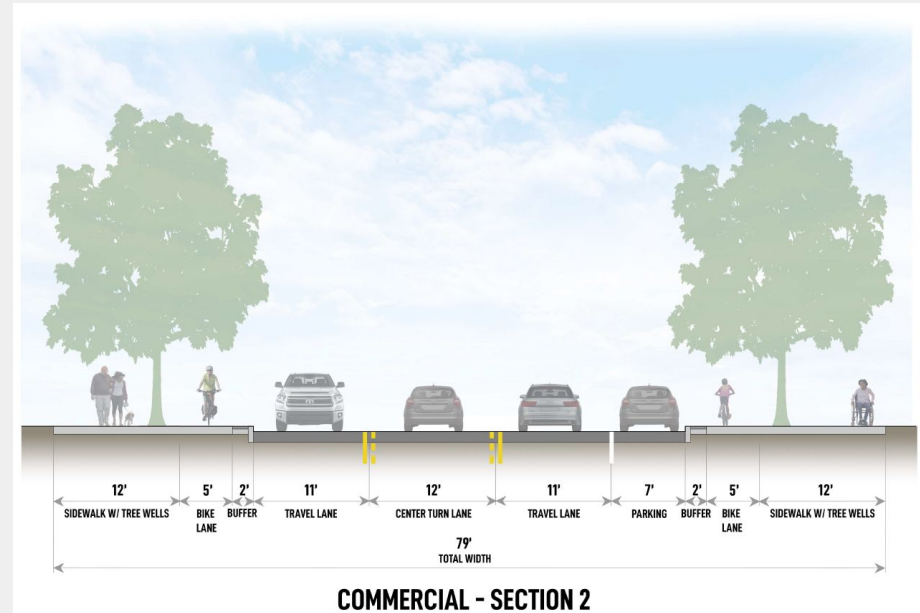 12' 5' 2' 11' 12' 11' 7' 2' 5' 12'
SIDEWALK W/ TREE WELLS BIKE LANE BUFFER TRAVEL LANE CENTER TURN LANE TRAVEL LANE PARKING BUFFER BIKE LANE SIDEWALK W/ TREE WELLS
79'
TOTAL WIDTH
COMMERCIAL - SECTION 2